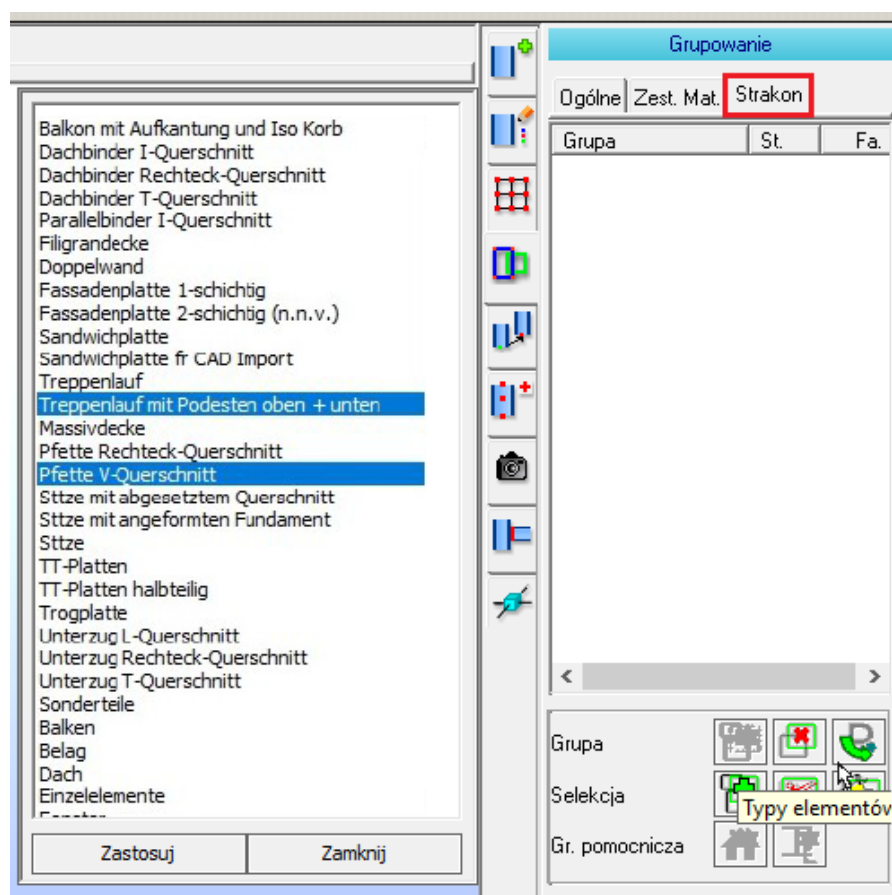 Balkon mit Aufkantung und Iso Korb
Dachbinder I-Querschnitt
Dachbinder Rechteck-Querschnitt
Dachbinder T-Querschnitt
Parallelbinder I-Querschnitt
Filigrandecke
Doppelwand
Fassadenplatte 1-schichtig
Fassadenplatte 2-schichtig (n.n.v.)
Sandwichplatte
Sandwichplatte fr CAD Import
Treppenlauf
Treppenlauf mit Podesten oben + unten
Massivdecke
Pfette Rechteck-Querschnitt
Pfette V-Querschnitt
Sttze mit abgesetztem Querschnitt
Sttze mit angeformten Fundament
Sttze
TT-Platten
TT-Platten halbteilig
Trogplatte
Unterzug L-Querschnitt
Unterzug Rechteck-Querschnitt
Unterzug T-Querschnitt
Sonderteile
Balken
Belag
Dach
Einzelelemente
Zastosuj Zamknij
Grupowanie
Ogólne Zest. Mat. Strakon
Grupa St. Fa.
Grupa
Selekcja
Typy elementów
Gr. pomocnicza